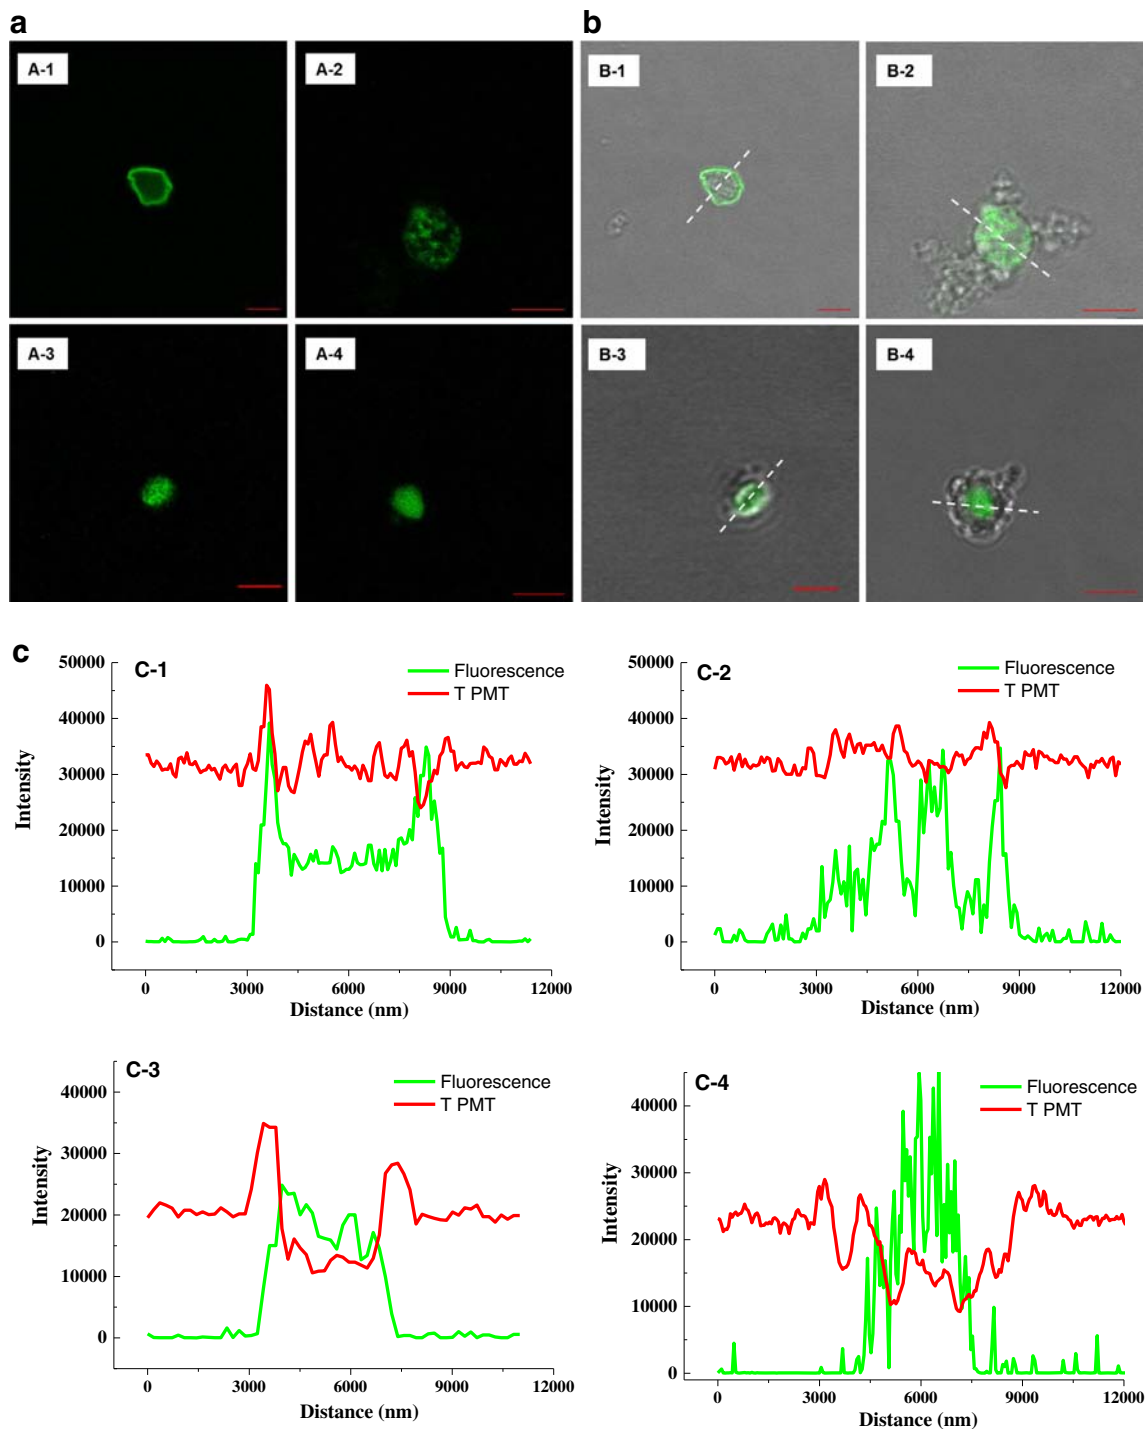 a
b
A-1
A-2
B-1
B-2
A-3
A-4
B-3
B-4
c
C-1
Fluorescence
T PMT
50000
40000
30000
20000
10000
0
Intensity
0 3000 6000 9000 12000
Distance (nm)
C-2
Fluorescence
T PMT
50000
40000
30000
20000
10000
0
Intensity
0 3000 6000 9000 12000
Distance (nm)
C-3
Fluorescence
T PMT
40000
30000
20000
10000
0
Intensity
0 3000 6000 9000 12000
Distance (nm)
C-4
Fluorescence
T PMT
40000
30000
20000
10000
0
Intensity
0 3000 6000 9000 12000
Distance (nm)